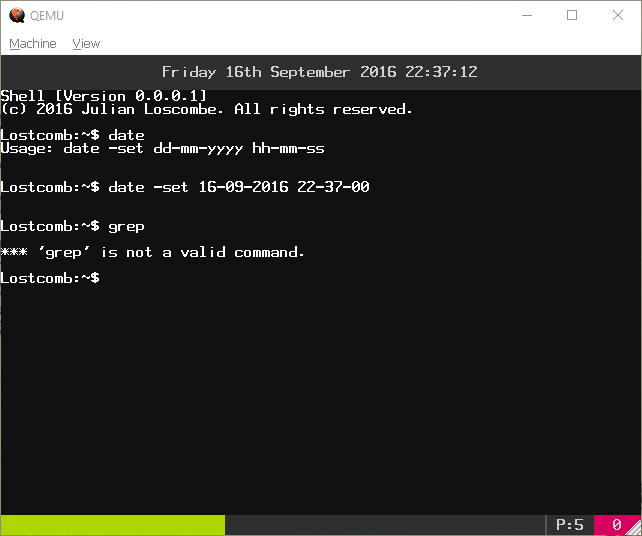 QEMU
Machine View
Friday 16th September 2016 22:37:12
Shell [Version 0.0.0.1]
(c) 2016 Julian Loscombe. All rights reserved.
Lostcomb:~$ date
Usage: date -set dd-mm-yyyy hh-mm-ss
Lostcomb:~$ date -set 16-09-2016 22-37-00
Lostcomb:~$ grep
*** 'grep' is not a valid command.
Lostcomb:~$
P:5 0